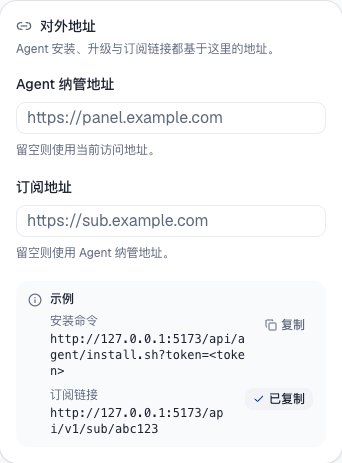 对外地址
Agent 安装、升级与订阅链接都基于这里的地址。
Agent 纳管地址
https://panel.example.com
留空则使用当前访问地址。
订阅地址
https://sub.example.com
留空则使用 Agent 纳管地址。
示例
安装命令
复制
http://127.0.0.1:5173/api/a
gent/install.sh?token=<toke
n>
订阅链接
已复制
http://127.0.0.1:5173/ap
i/v1/sub/abc123